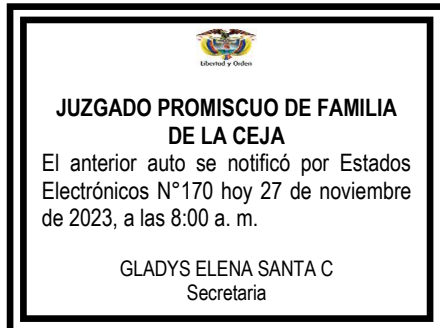 Libertad y Orden
JUZGADO PROMISCUO DE FAMILIA
DE LA CEJA
El anterior auto se notificó por Estados
Electrónicos N°170 hoy 27 de noviembre
de 2023, a las 8:00 a. m.
GLADYS ELENA SANTA C
Secretaria